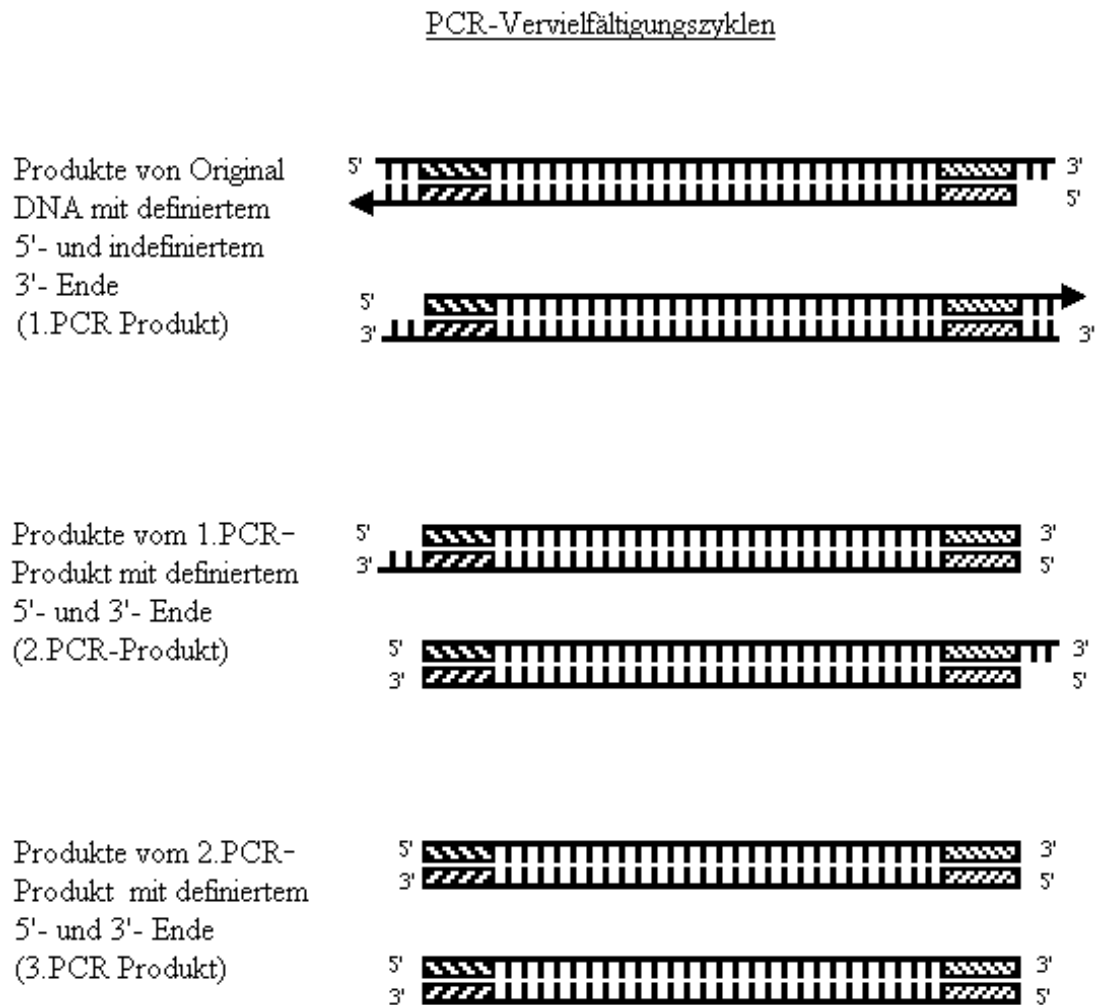 PCR-Vervielfältigungszyklen
Produkte von Original
DNA mit definiertem
5'- und indefiniertem
3'- Ende
(1.PCR Produkt)
5' 3'
5'
5'
3' 3'
Produkte vom 1.PCR-
Produkt mit definiertem
5'- und 3'- Ende
(2.PCR-Produkt)
5' 3'
3' 5'
5' 3'
3' 5'
Produkte vom 2.PCR-
Produkt mit definiertem
5'- und 3'- Ende
(3.PCR Produkt)
5' 3'
3' 5'
5' 3'
3' 5'